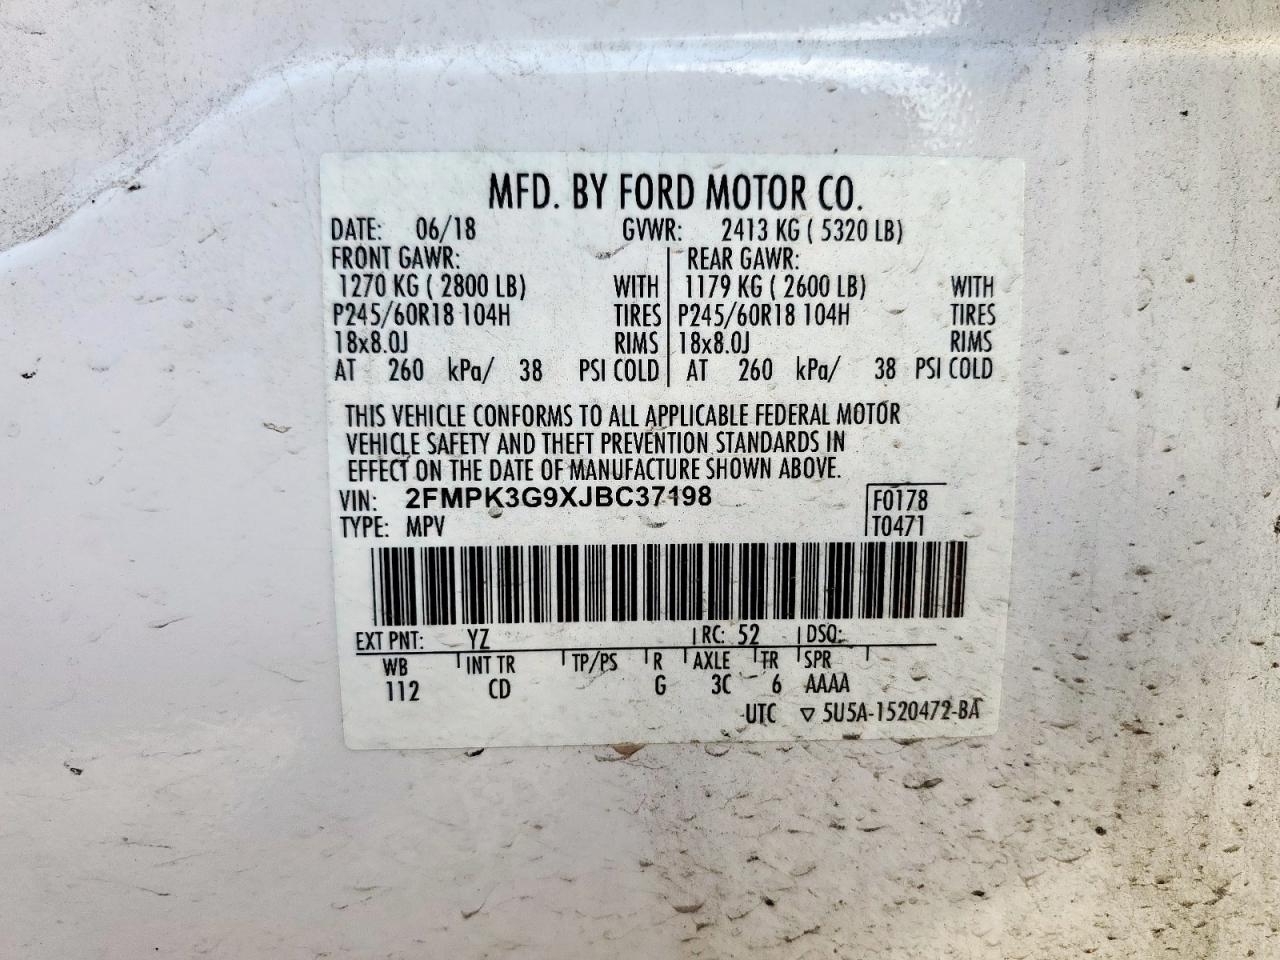 MFD. BY FORD MOTOR CO.
DATE: 06/18 GVWR: 2413 KG ( 5320 LB)
FRONT GAWR: REAR GAWR:
1270 KG ( 2800 LB) WITH 1179 KG ( 2600 LB) WITH
P245/60R18 104H TIRES P245/60R18 104H TIRES
18x8.0J RIMS 18x8.0J RIMS
AT 260 kPa/ 38 PSI COLD AT 260 kPa/ 38 PSI COLD
THIS VEHICLE CONFORMS TO ALL APPLICABLE FEDERAL MOTOR
VEHICLE SAFETY AND THEFT PREVENTION STANDARDS IN
EFFECT ON THE DATE OF MANUFACTURE SHOWN ABOVE.
VIN: 2FMPK3G9XJBC37198 F0178
TYPE: MPV T0471
EXT PNT: YZ RC: 52 DSO:
WB INT TR TP/PS R AXLE TR SPR
112 CD G 3C 6 AAAA
UTC ▽ 5U5A-1520472-BA